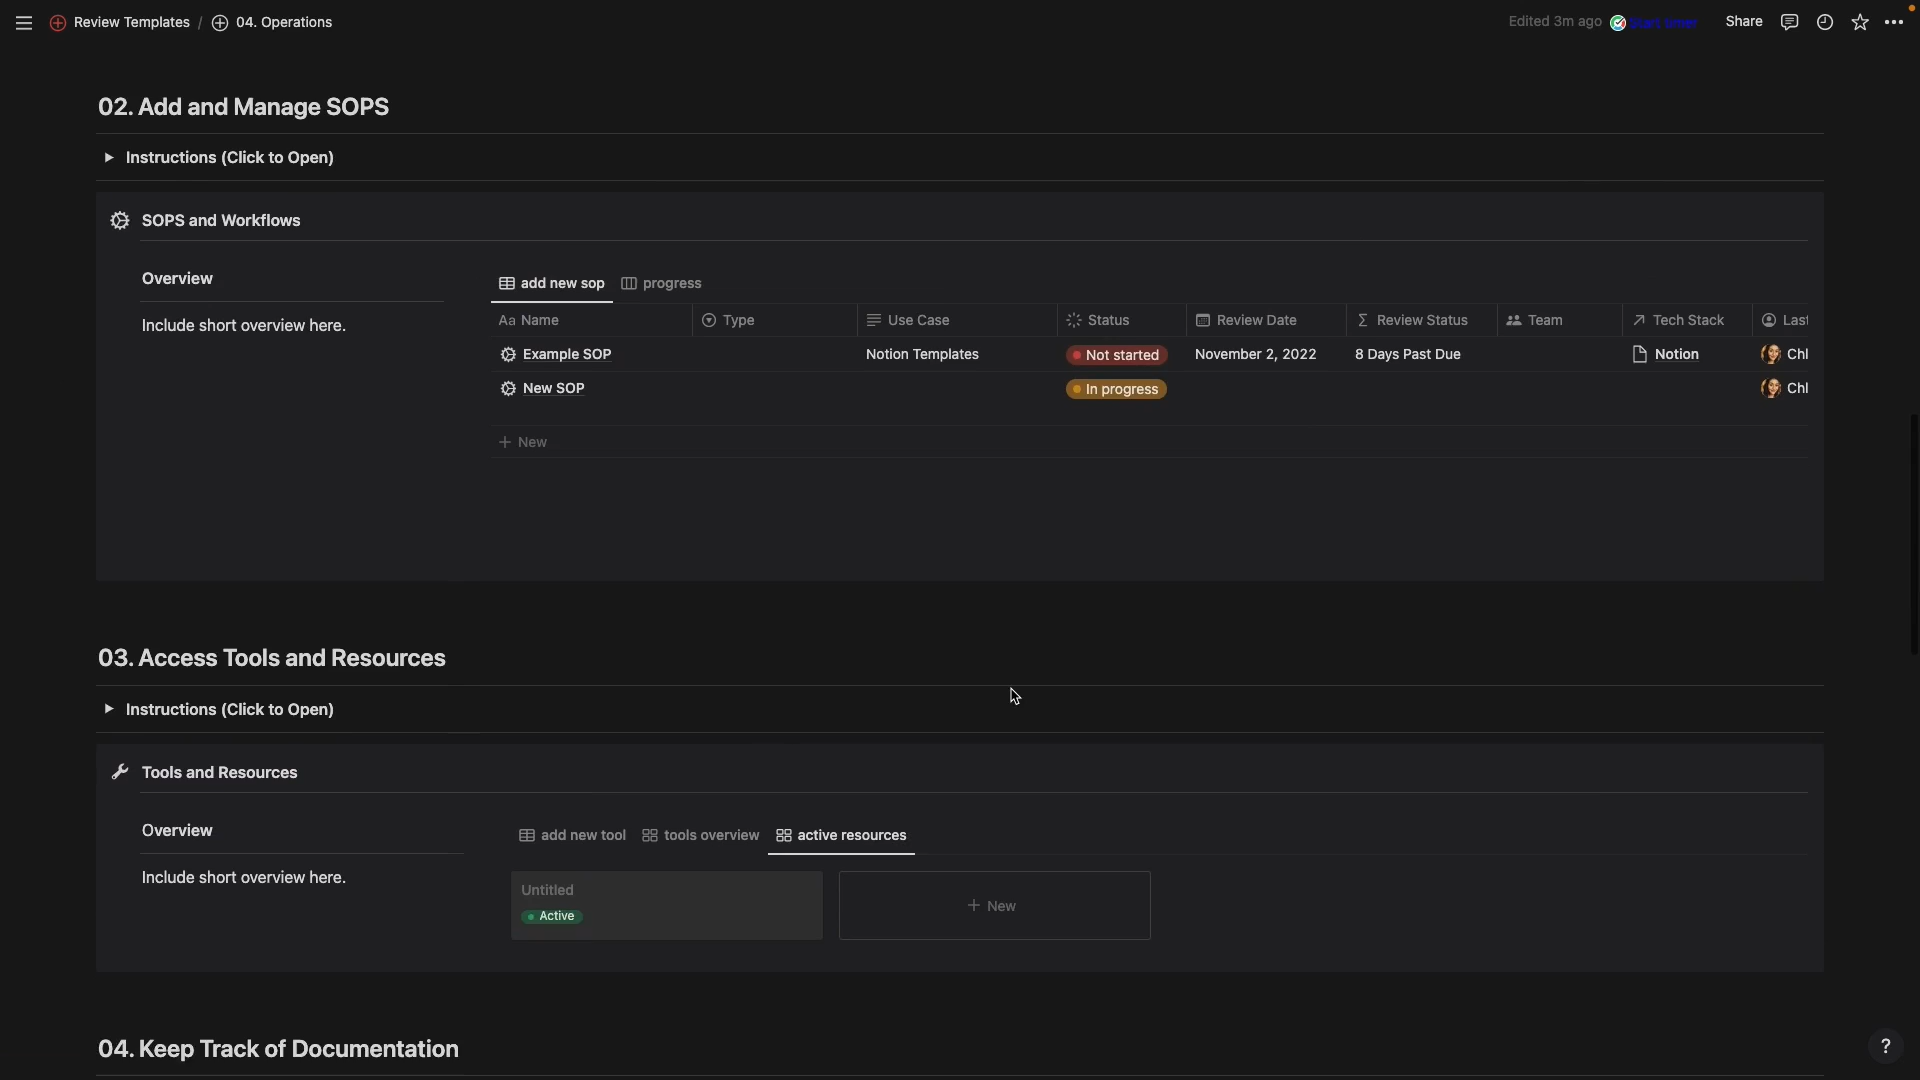 Review Templates / 04. Operations
Edited 3m ago Start timer Share
02. Add and Manage SOPS
Instructions (Click to Open)
SOPS and Workflows
Overview
Include short overview here.
add new sop progress
Aa Name Type Use Case Status Review Date Σ Review Status Team Tech Stack Last
Example SOP Notion Templates Not started November 2, 2022 8 Days Past Due Notion Chl
New SOP In progress Chl
+ New
03. Access Tools and Resources
Instructions (Click to Open)
Tools and Resources
Overview
Include short overview here.
add new tool tools overview active resources
Untitled
Active
+ New
04. Keep Track of Documentation
?